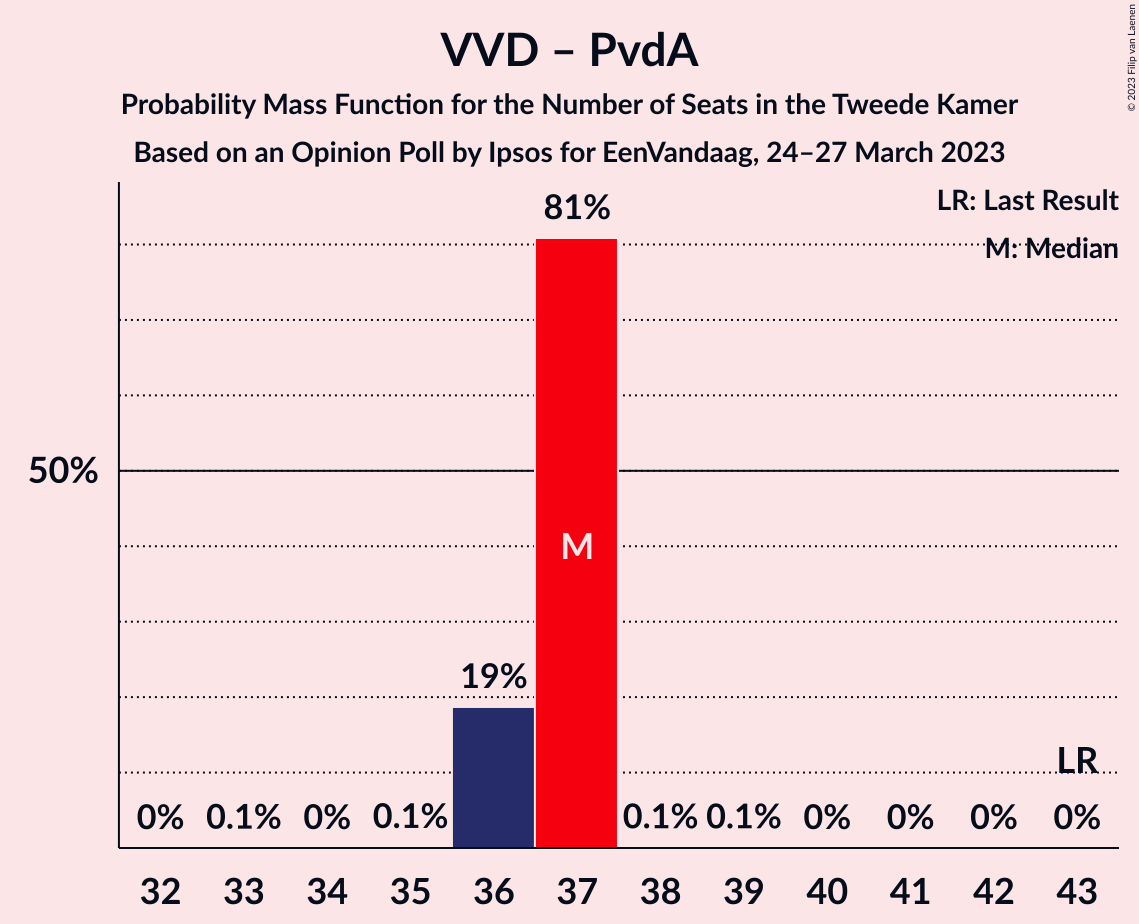 VVD – PvdA
Probability Mass Function for the Number of Seats in the Tweede Kamer
Based on an Opinion Poll by Ipsos for EenVandaag, 24–27 March 2023
© 2023 Filip van Laenen
LR: Last Result
M: Median
81%
50%
M
19%
LR
0% 0.1% 0% 0.1% 0.1% 0.1% 0% 0% 0% 0%
32 33 34 35 36 37 38 39 40 41 42 43